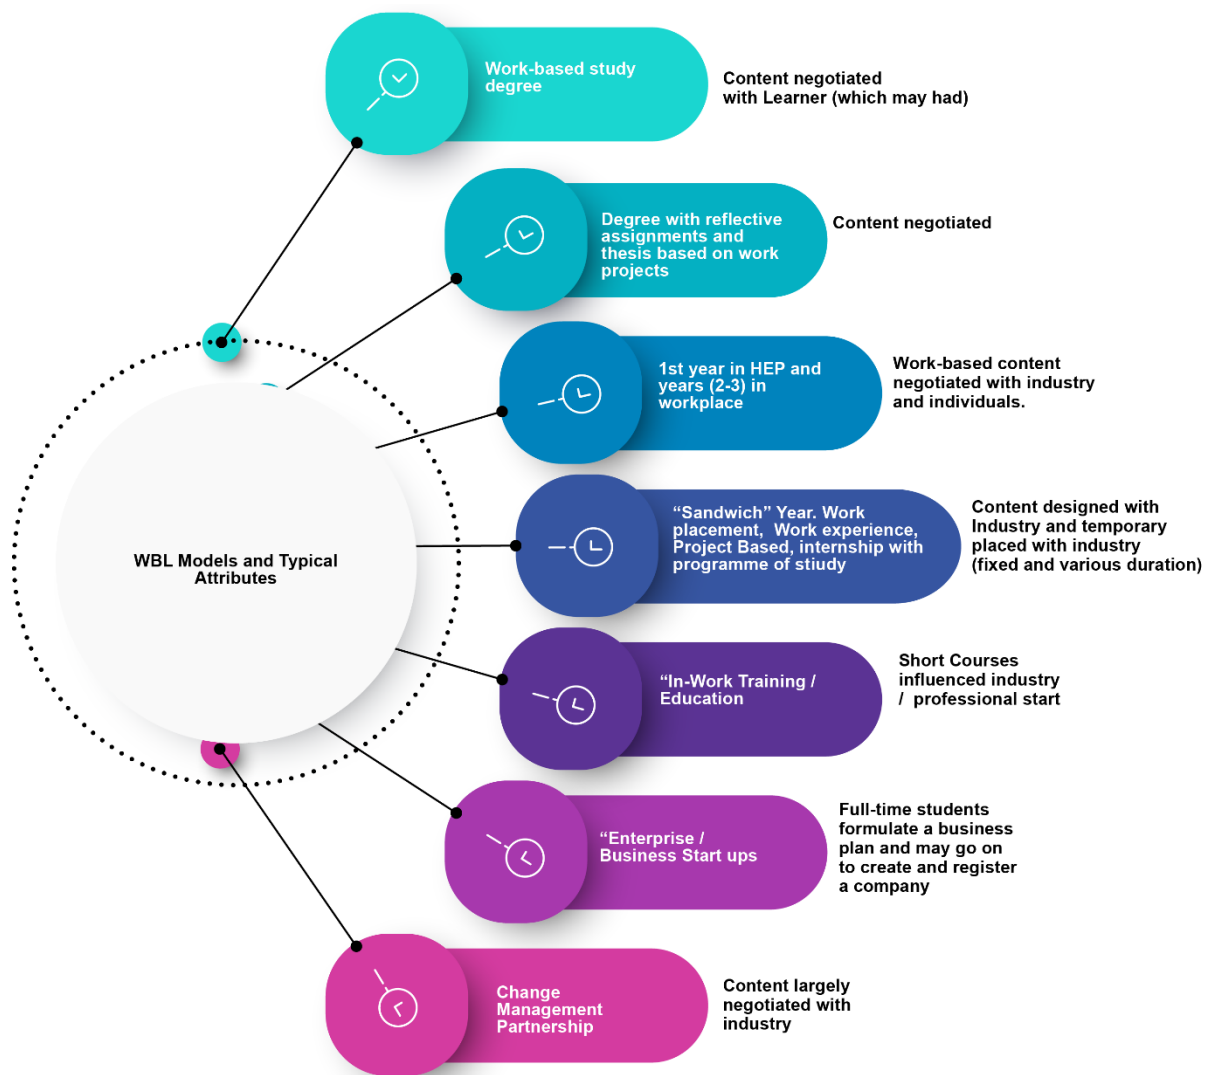 Work-based study
degree
Content negotiated
with Learner (which may had)
Degree with reflective
assignments and
thesis based on work
projects
Content negotiated
1st year in HEP and
years (2-3) in
workplace
Work-based content
negotiated with industry
and individuals.
WBL Models and Typical
Attributes
“Sandwich” Year. Work
placement, Work experience,
Project Based, internship with
programme of stiudy
Content designed with
Industry and temporary
placed with industry
(fixed and various duration)
“In-Work Training /
Education
Short Courses
influenced industry
/ professional start
“Enterprise /
Business Start ups
Full-time students
formulate a business
plan and may go on
to create and register
a company
Change
Management
Partnership
Content largely
negotiated with
industry